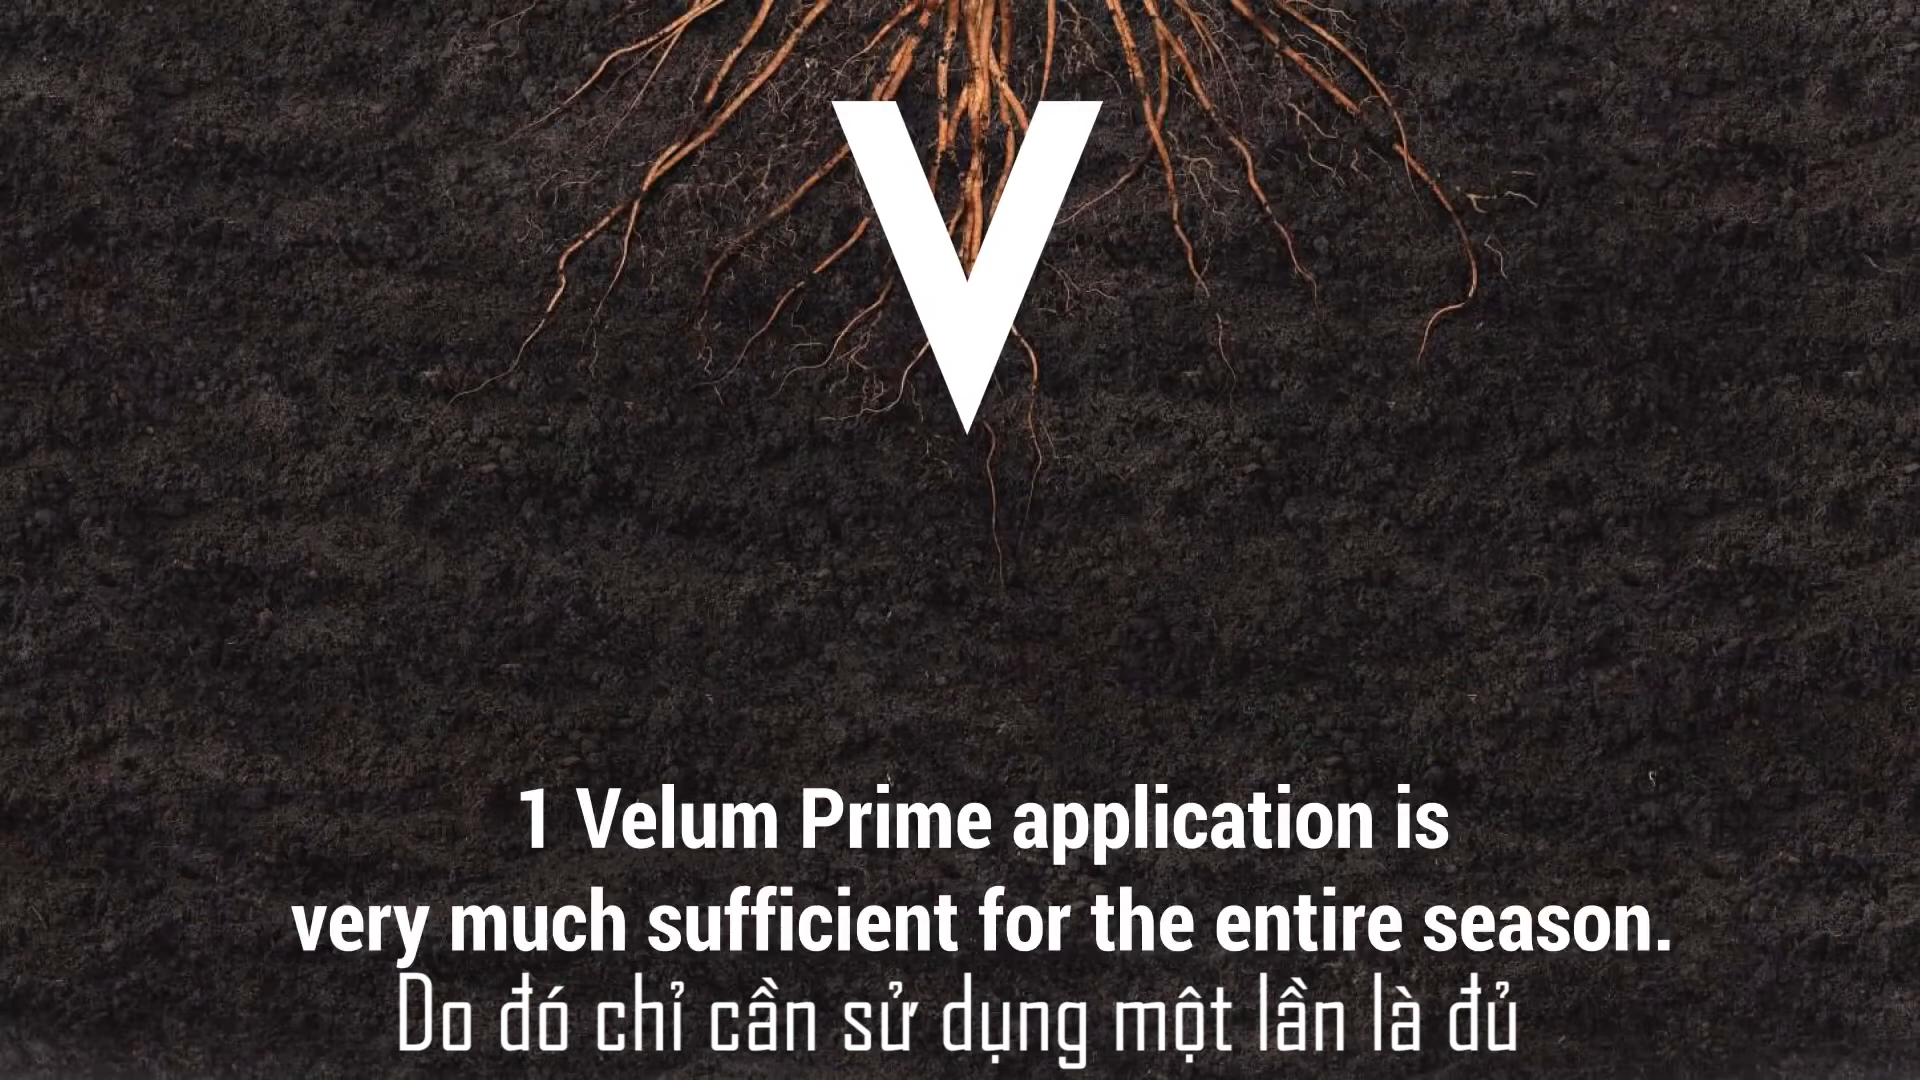 V
1 Velum Prime application is
very much sufficient for the entire season.
Do đó chỉ cần sử dụng một lần là đủ